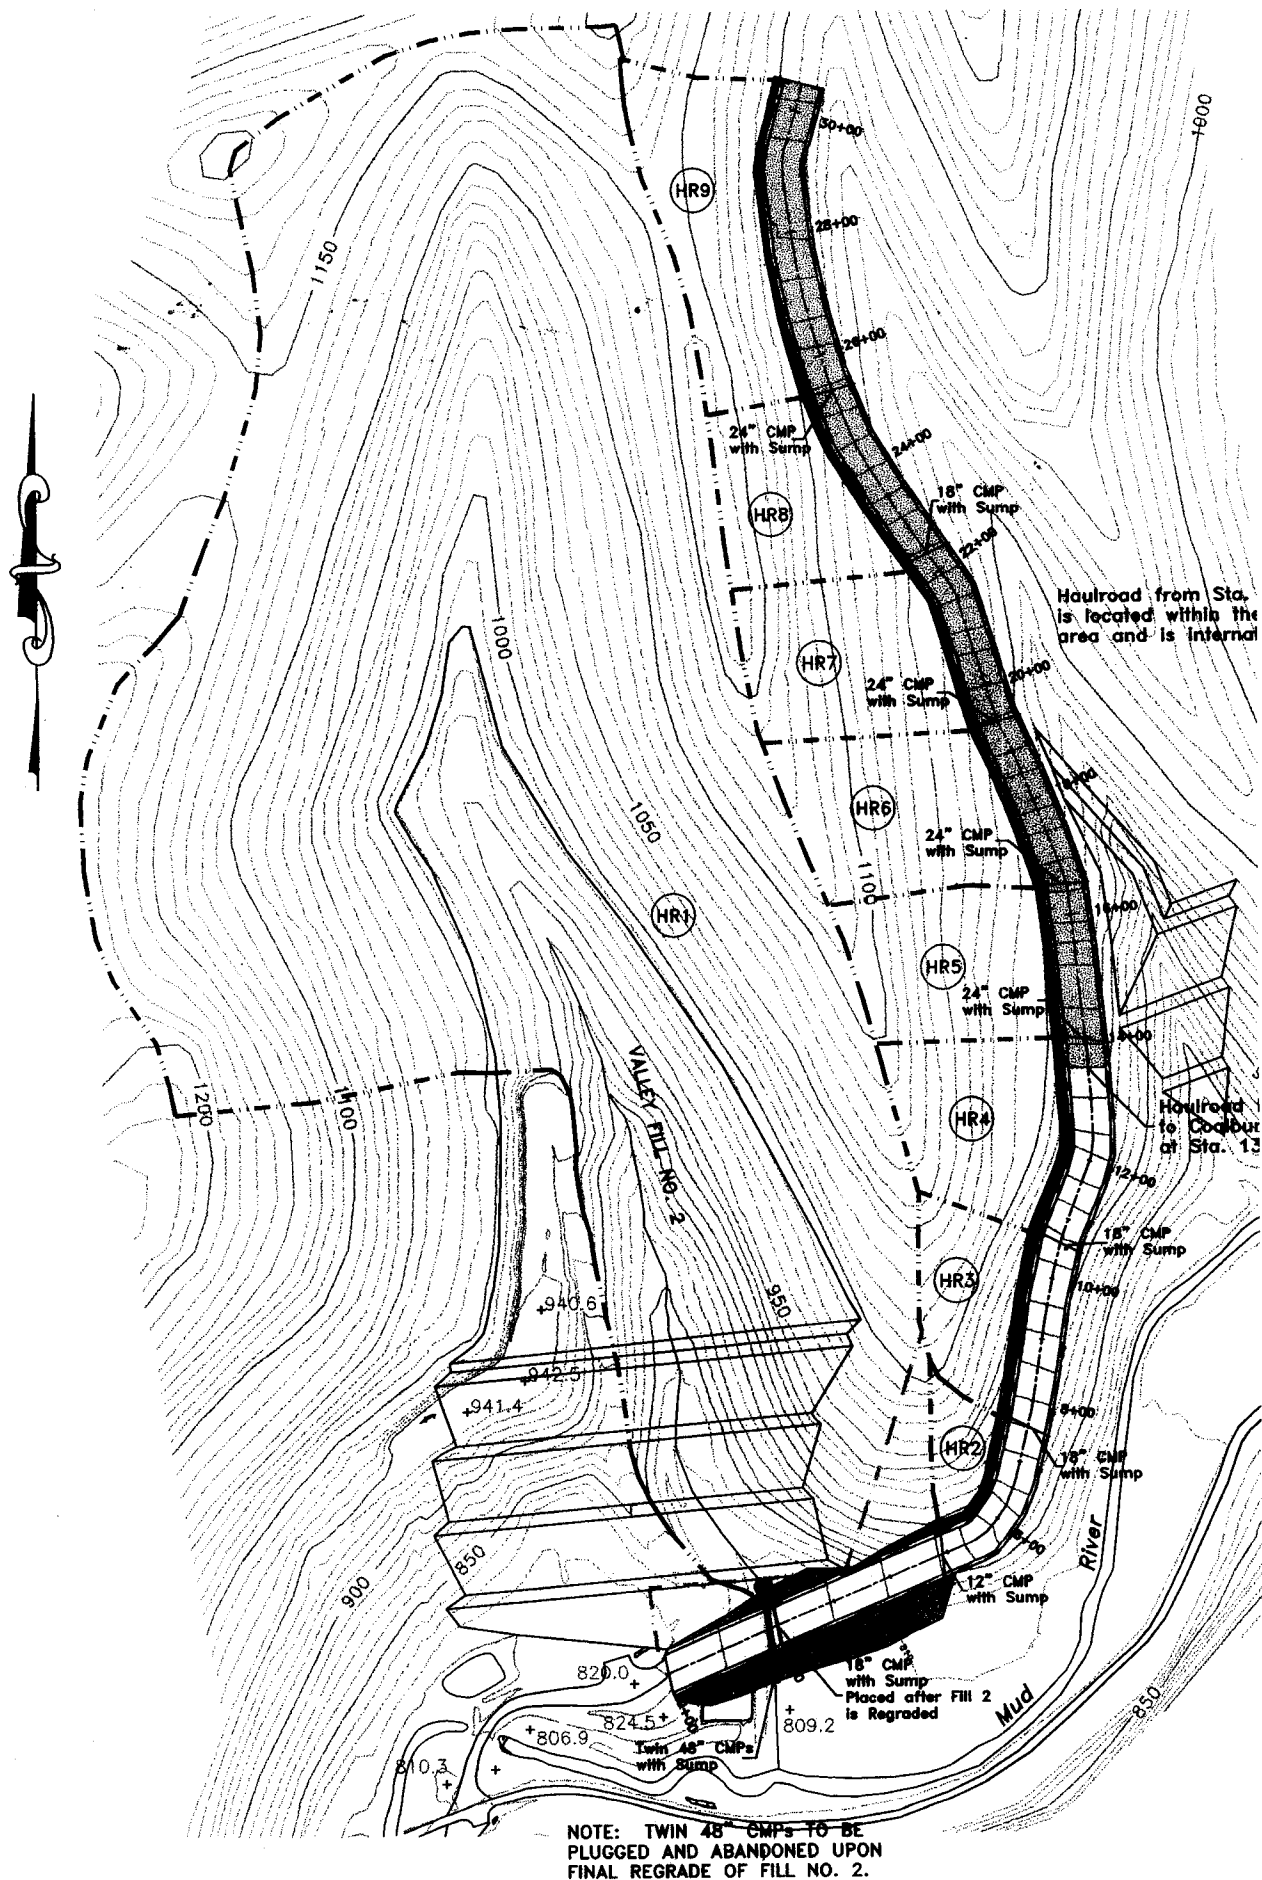 1000
30+00
HR9
28+00
1150
26+00
24" CMP
with Sump
24+00
18" CMP
with Sump
HR8
22+00
Haulroad from Sta.
is located within the
area and is internal
1000
HR7
20+00
24" CMP
with Sump
HR6
1050
24" CMP
with Sump
1100
16+00
HR1
HR5
24" CMP
with Sump
14+00
VALLEY FILL NO. 2
1200
1100
HR4
Haulroad
to
at Sta. 13
12+00
18" CMP
with Sump
HR3
10+00
950
940.6
942.5
941.4
8+00
HR2
18" CMP
with Sump
850
6+00
River
900
12" CMP
with Sump
18" CMP
with Sump
Placed after Fill 2
is Regraded
820.0
Mud
850
824.5
809.2
806.9
Twin 48" CMPs
with Sump
810.3
NOTE: TWIN 48" CMPs TO BE
PLUGGED AND ABANDONED UPON
FINAL REGRADE OF FILL NO. 2.